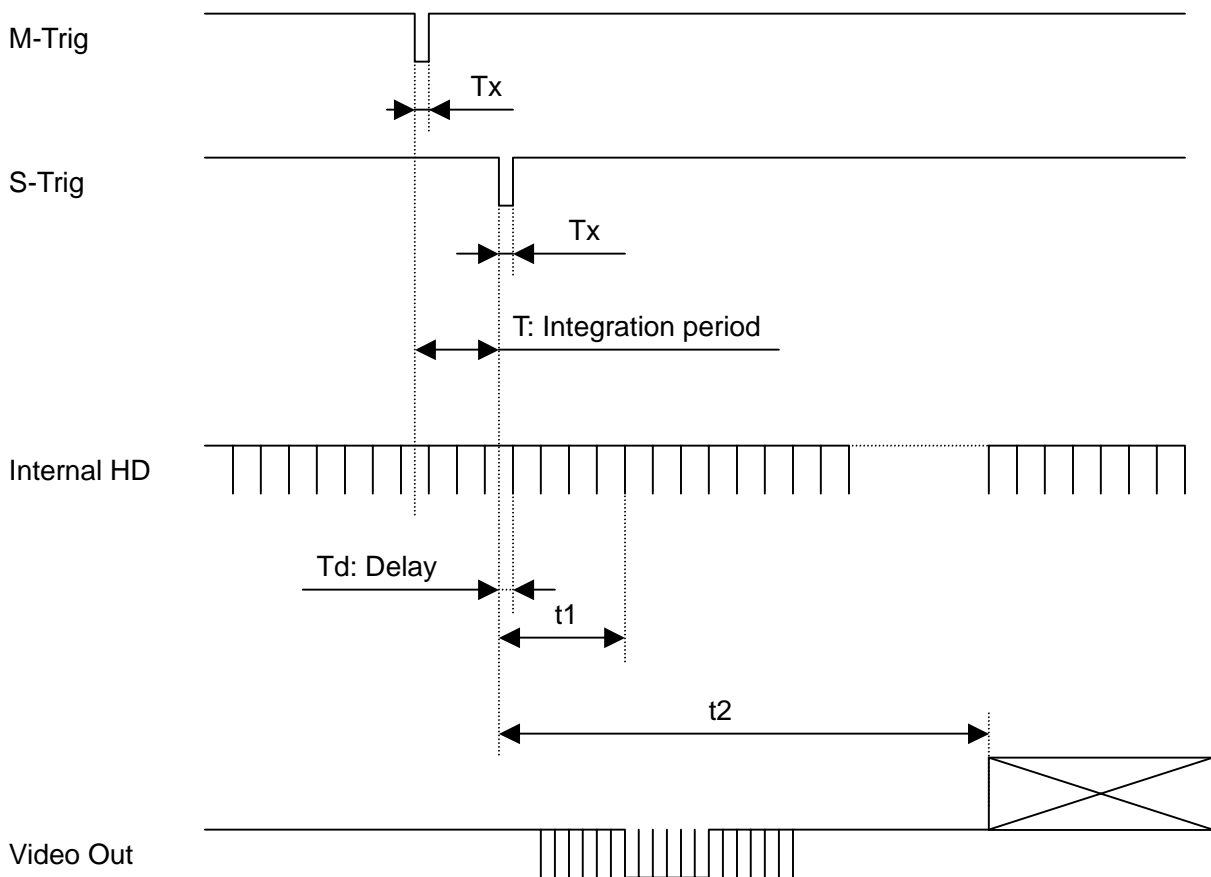 M-Trig
Tx
S-Trig
Tx
T: Integration period
Internal HD
Td: Delay
t1
t2
Video Out